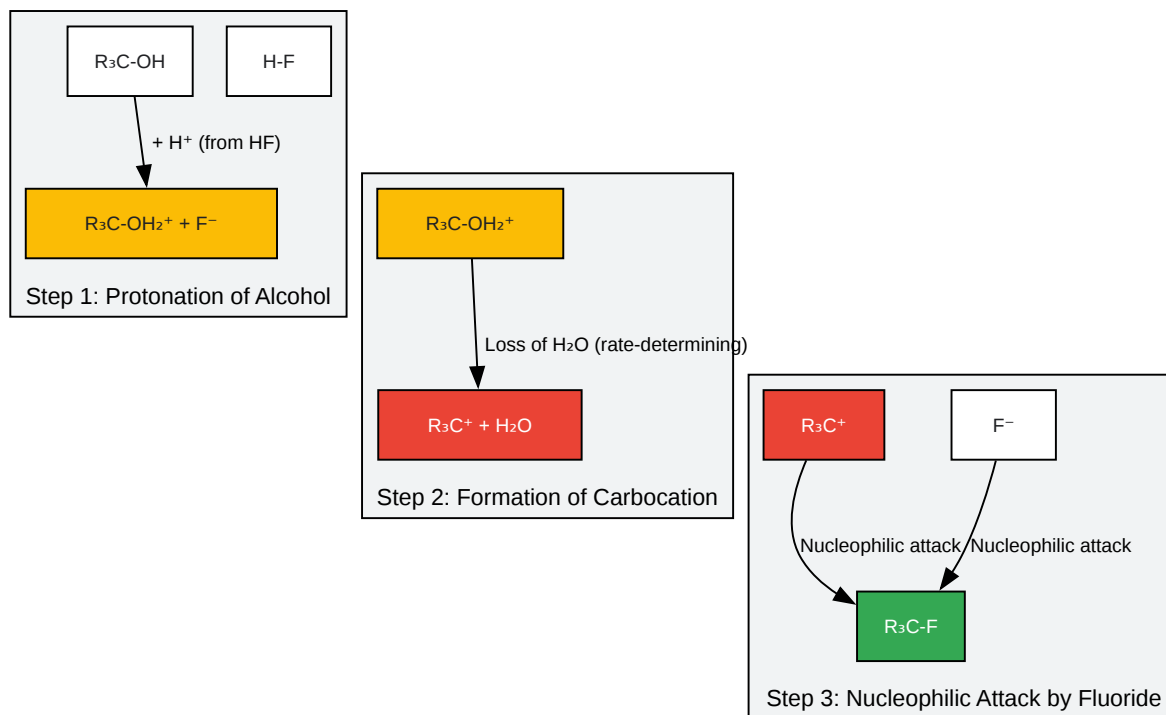 R₃C-OH
H-F
+ H⁺ (from HF)
R₃C-OH₂⁺ + F⁻
Step 1: Protonation of Alcohol
R₃C-OH₂⁺
Loss of H₂O (rate-determining)
R₃C⁺ + H₂O
Step 2: Formation of Carbocation
R₃C⁺
F⁻
Nucleophilic attack
Nucleophilic attack
R₃C-F
Step 3: Nucleophilic Attack by Fluoride